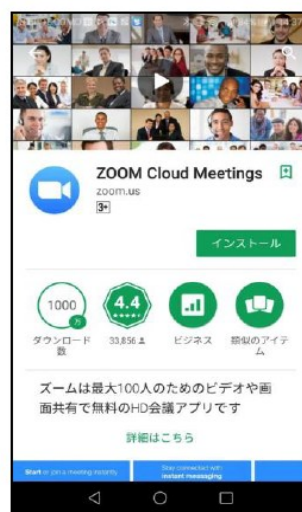 ZOOM Cloud Meetings
zoom.us
3+
インストール
1000
万
4.4
ダウンロード
数
33,856
ビジネス
類似のアイテ
ム
ズームは最大100人のためのビデオや画
面共有で無料のHD会議アプリです
詳細はこちら
Start or join a meeting instantly
Stay connected with
instant messaging